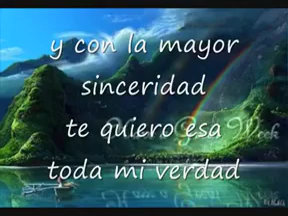 y con la mayor
sinceridad
te quiero esa
toda mi verdad